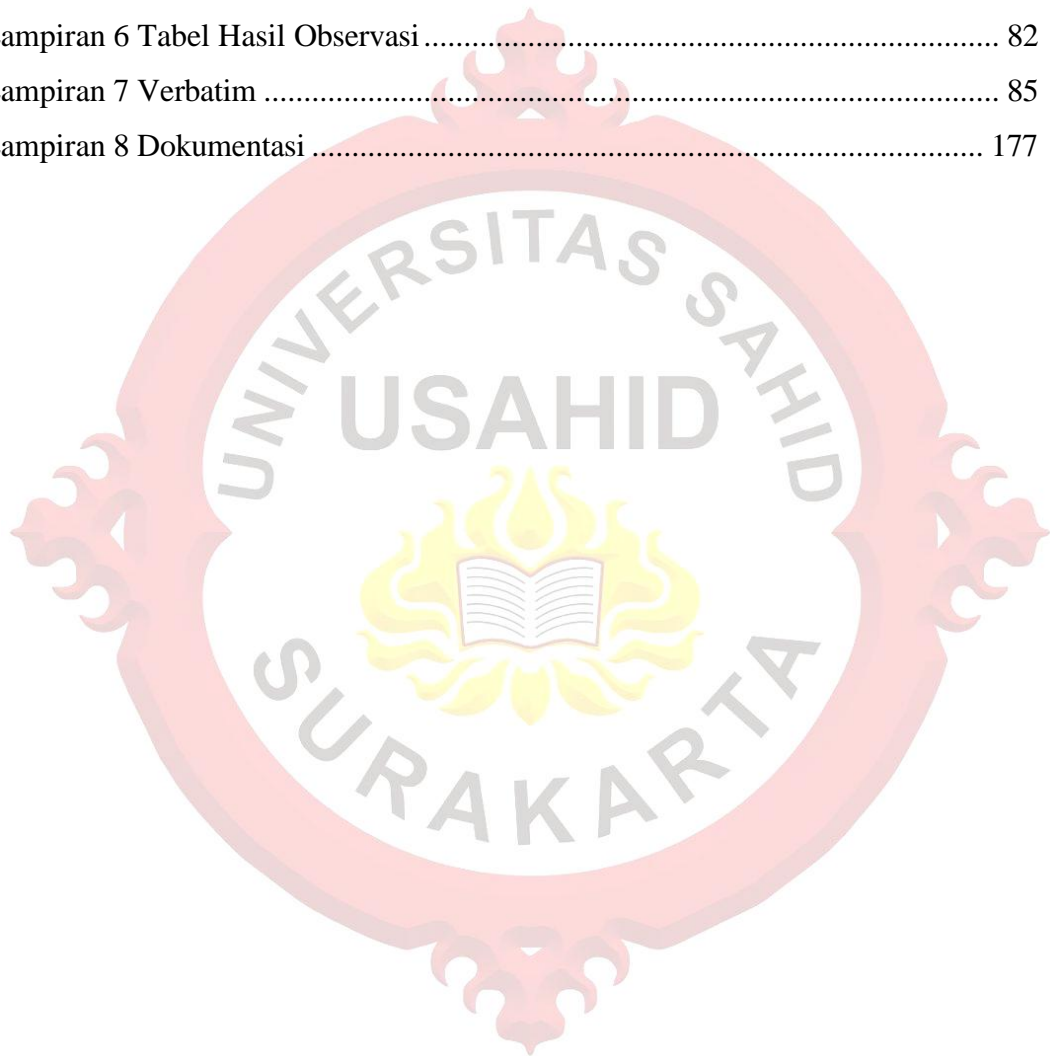 ampiran 6 Tabel Hasil Observasi.......................................................................... 82
ampiran 7 Verbatim .............................................................................................. 85
ampiran 8 Dokumentasi ...................................................................................... 177
UNIVERSITAS SAHID
USAHID
SURAKARTA